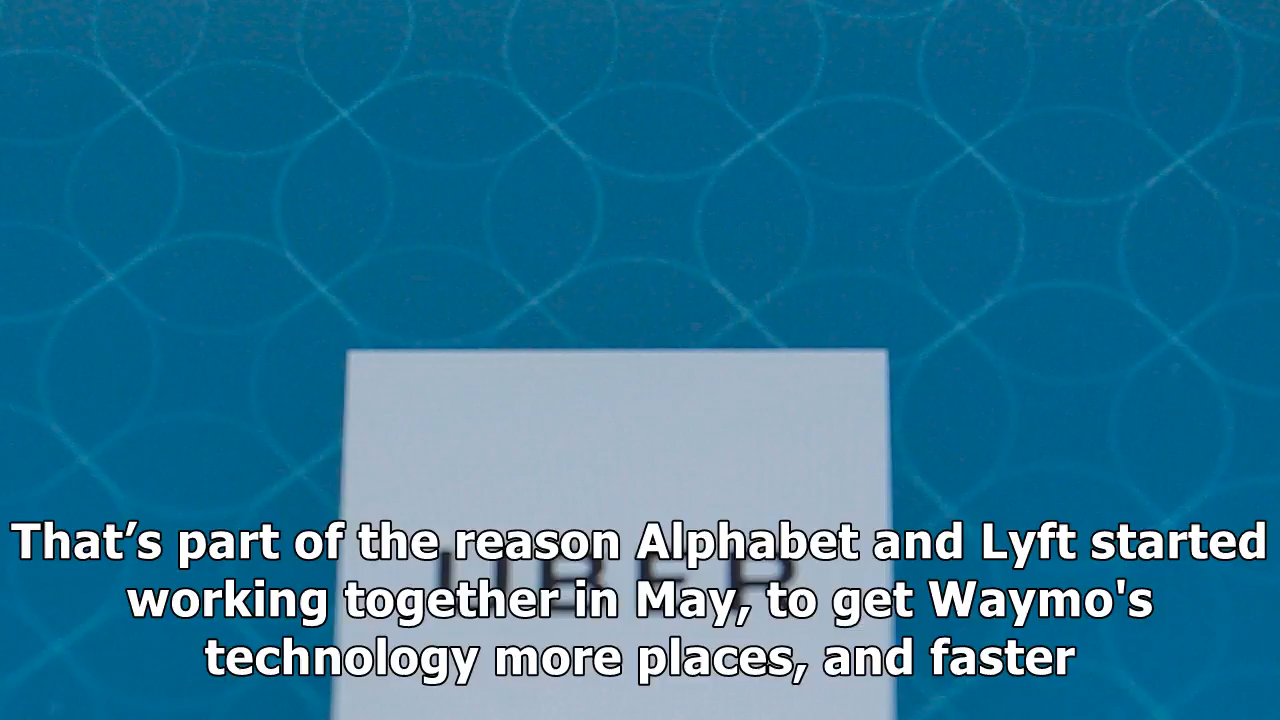 UBER
That’s part of the reason Alphabet and Lyft started
working together in May, to get Waymo's
technology more places, and faster